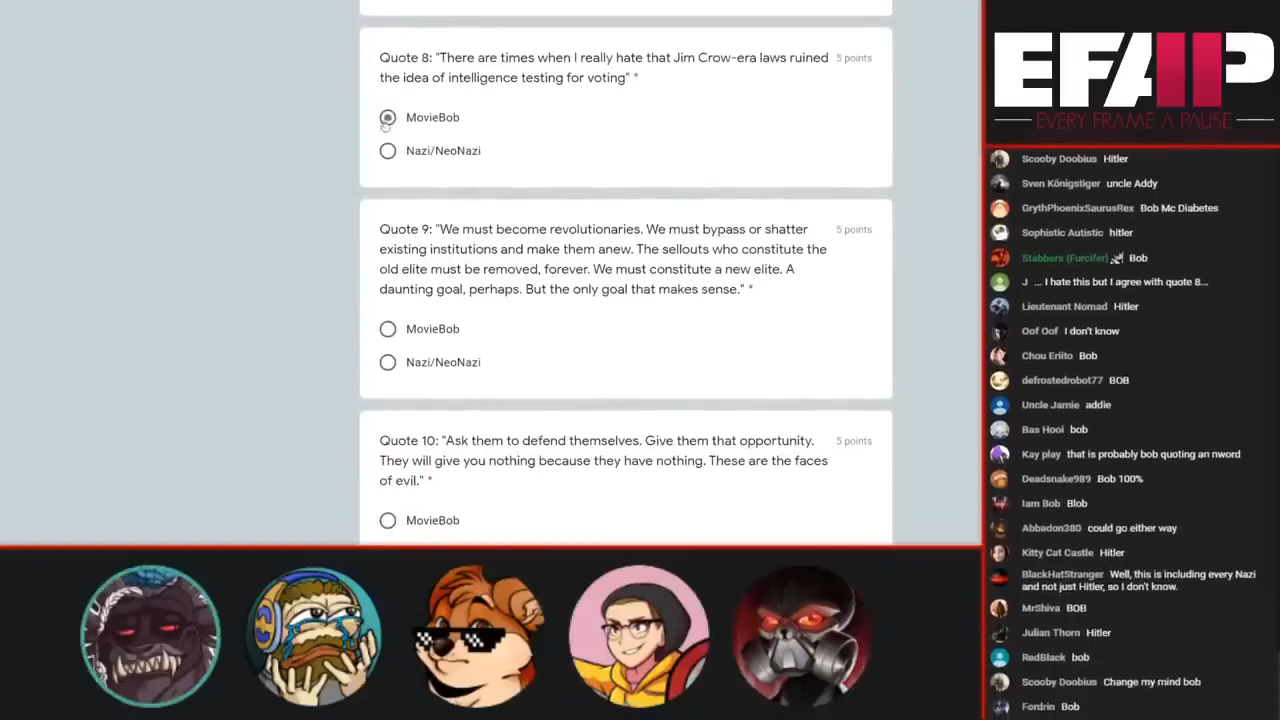 Quote 8: "There are times when I really hate that Jim Crow-era laws ruined 5 points
the idea of intelligence testing for voting" *
MovieBob
Nazi/NeoNazi
Quote 9: "We must become revolutionaries. We must bypass or shatter 5 points
existing institutions and make them anew. The sellouts who constitute the
old elite must be removed, forever. We must constitute a new elite. A
daunting goal, perhaps. But the only goal that makes sense." *
MovieBob
Nazi/NeoNazi
Quote 10: "Ask them to defend themselves. Give them that opportunity. 5 points
They will give you nothing because they have nothing. These are the faces
of evil." *
MovieBob
EFAP
EVERY FRAME A PAUSE
Scooby Doobius Hitler
Sven Königstiger uncle Addy
GrythPhoenixSaurusRex Bob Mc Diabetes
Sophistic Autistic hitler
Stabbers (Furcifer) Bob
J ... I hate this but I agree with quote 8...
Lieutenant Nomad Hitler
Oof Oof I don't know
Chou Eriito Bob
defrostedrobot77 BOB
Uncle Jamie addie
Bas Hooi bob
Kay play that is probably bob quoting an nword
Deadsnake989 Bob 100%
Iam Bob Blob
Abbadon380 could go either way
Kitty Cat Castle Hitler
BlackHatStranger Well, this is including every Nazi
and not just Hitler, so I don't know.
MrShiva BOB
Julian Thorn Hitler
RedBlack bob
Scooby Doobius Change my mind bob
Fordrin Bob